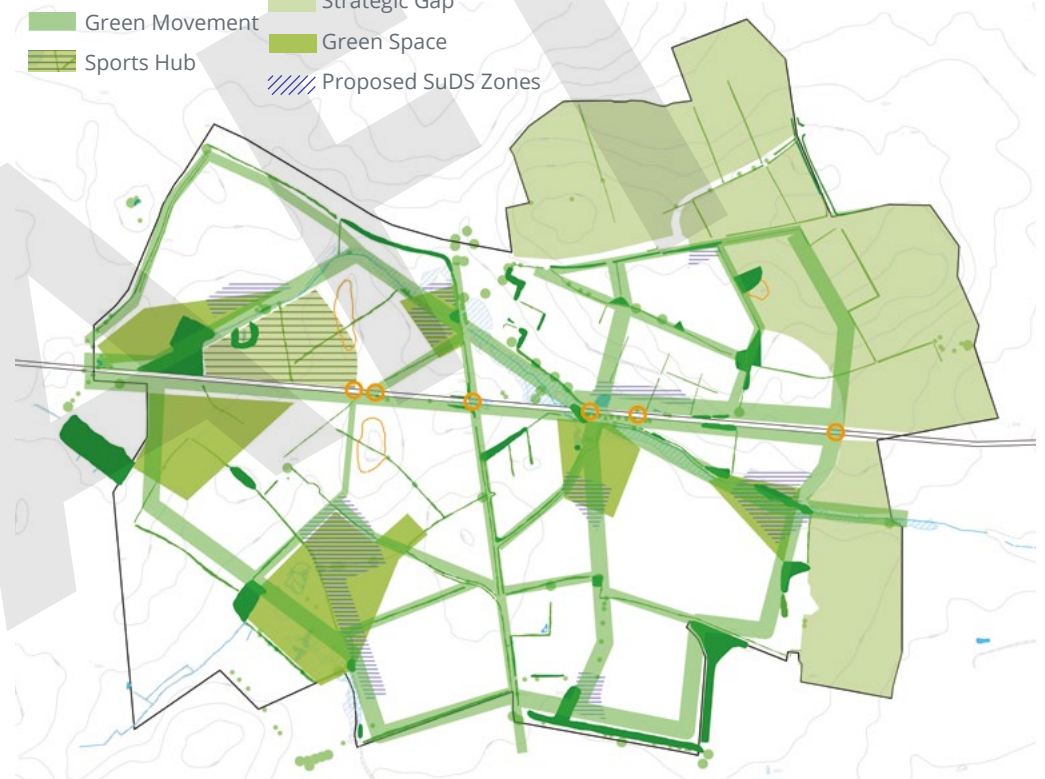 Strategic Gap
Green Movement
Green Space
Sports Hub
Proposed SuDS Zones